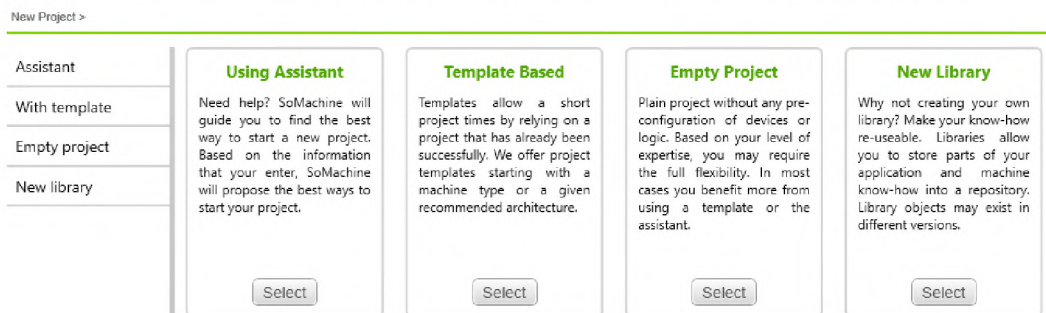 New Project >
Assistant
With template
Empty project
New library
Using Assistant
Need help? SoMachine will
guide you to find the best
way to start a new project.
Based on the information
that your enter, SoMachine
will propose the best ways to
start your project.
Select
Template Based
Templates allow a short
project times by relying on a
project that has already been
successfully. We offer project
templates starting with a
machine type or a given
recommended architecture.
Select
Empty Project
Plain project without any pre-
configuration of devices or
logic. Based on your level of
expertise, you may require
the full flexibility. In most
cases you benefit more from
using a template or the
assistant.
Select
New Library
Why not creating your own
library? Make your know-how
re-useable. Libraries allow
you to store parts of your
application and machine
know-how into a repository.
Library objects may exist in
different versions.
Select